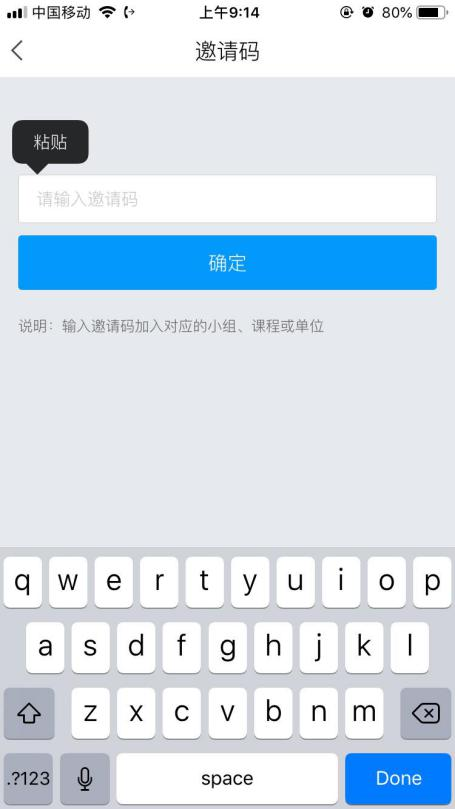 中国移动 上午9:14 80%
邀请码
粘贴
请输入邀请码
确定
说明：输入邀请码加入对应的小组、课程或单位
q w e r t y u i o p
a s d f g h j k l
z x c v b n m
.?123 space Done